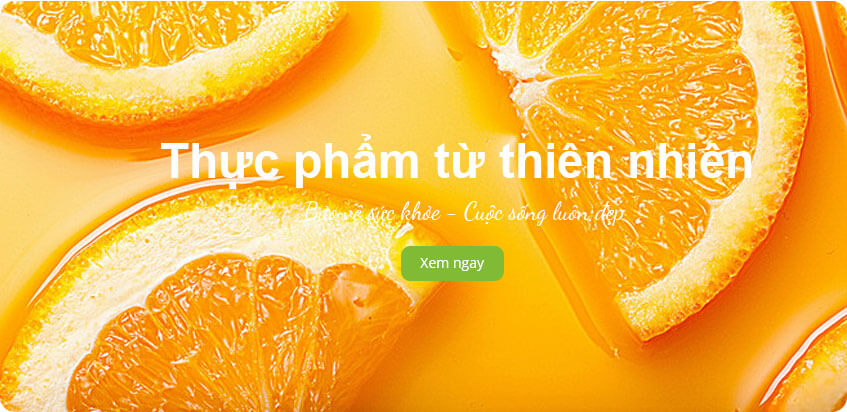 Thực phẩm từ thiên nhiên
Bảo vệ sức khỏe - Cuộc sống luôn đẹp
Xem ngay